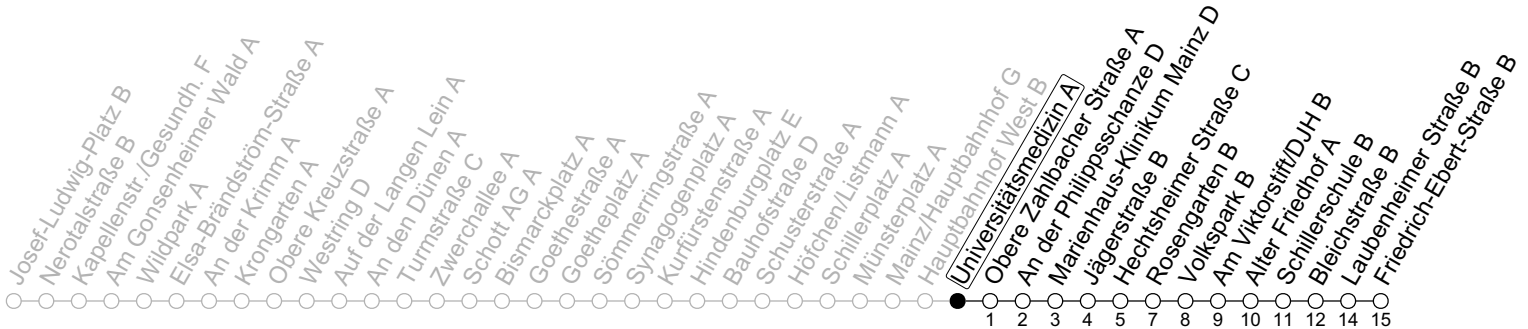 Josef-Ludwig-Platz B
Nerotalstraße B
Kapellenstr./Gesundh. F
Am Gonsenheimer Wald A
Wildpark A
Elsa-Brändström-Straße A
An der Krimm A
Krongarten A
Obere Kreuzstraße A
Westring D
Auf der Langen Lein A
An den Dünen A
Turmstraße C
Zwerchallee A
Schott AG A
Bismarckplatz A
Goethestraße A
Goetheplatz A
Sömmerringstraße A
Synagogenplatz A
Kurfürstenstraße A
Hindenburgplatz E
Bauhofstraße D
Schusterstraße A
Höfchen/Listmann A
Schillerplatz A
Münsterplatz A
Mainz/Hauptbahnhof G
Hauptbahnhof West B
Universitätsmedizin A
Obere Zahlbacher Straße A
An der Philippsschanze D
Marienhaus-Klinikum Mainz D
Jägerstraße B
Hechtsheimer Straße C
Rosengarten B
Volkspark B
Am Viktorstift/DJH B
Alter Friedhof A
Schillerschule B
Bleichstraße B
Laubenheimer Straße B
Friedrich-Ebert-Straße B
1 2 3 4 5 7 8 9 10 11 12 14 15